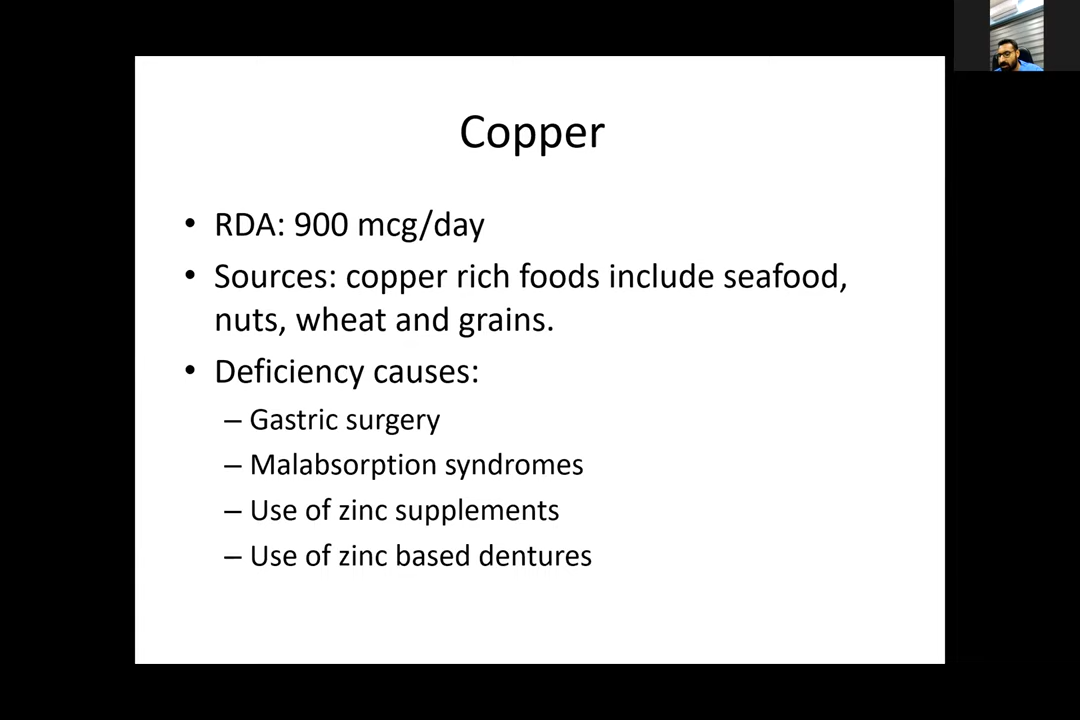 Copper
• RDA: 900 mcg/day
• Sources: copper rich foods include seafood,
nuts, wheat and grains.
• Deficiency causes:
– Gastric surgery
– Malabsorption syndromes
– Use of zinc supplements
– Use of zinc based dentures